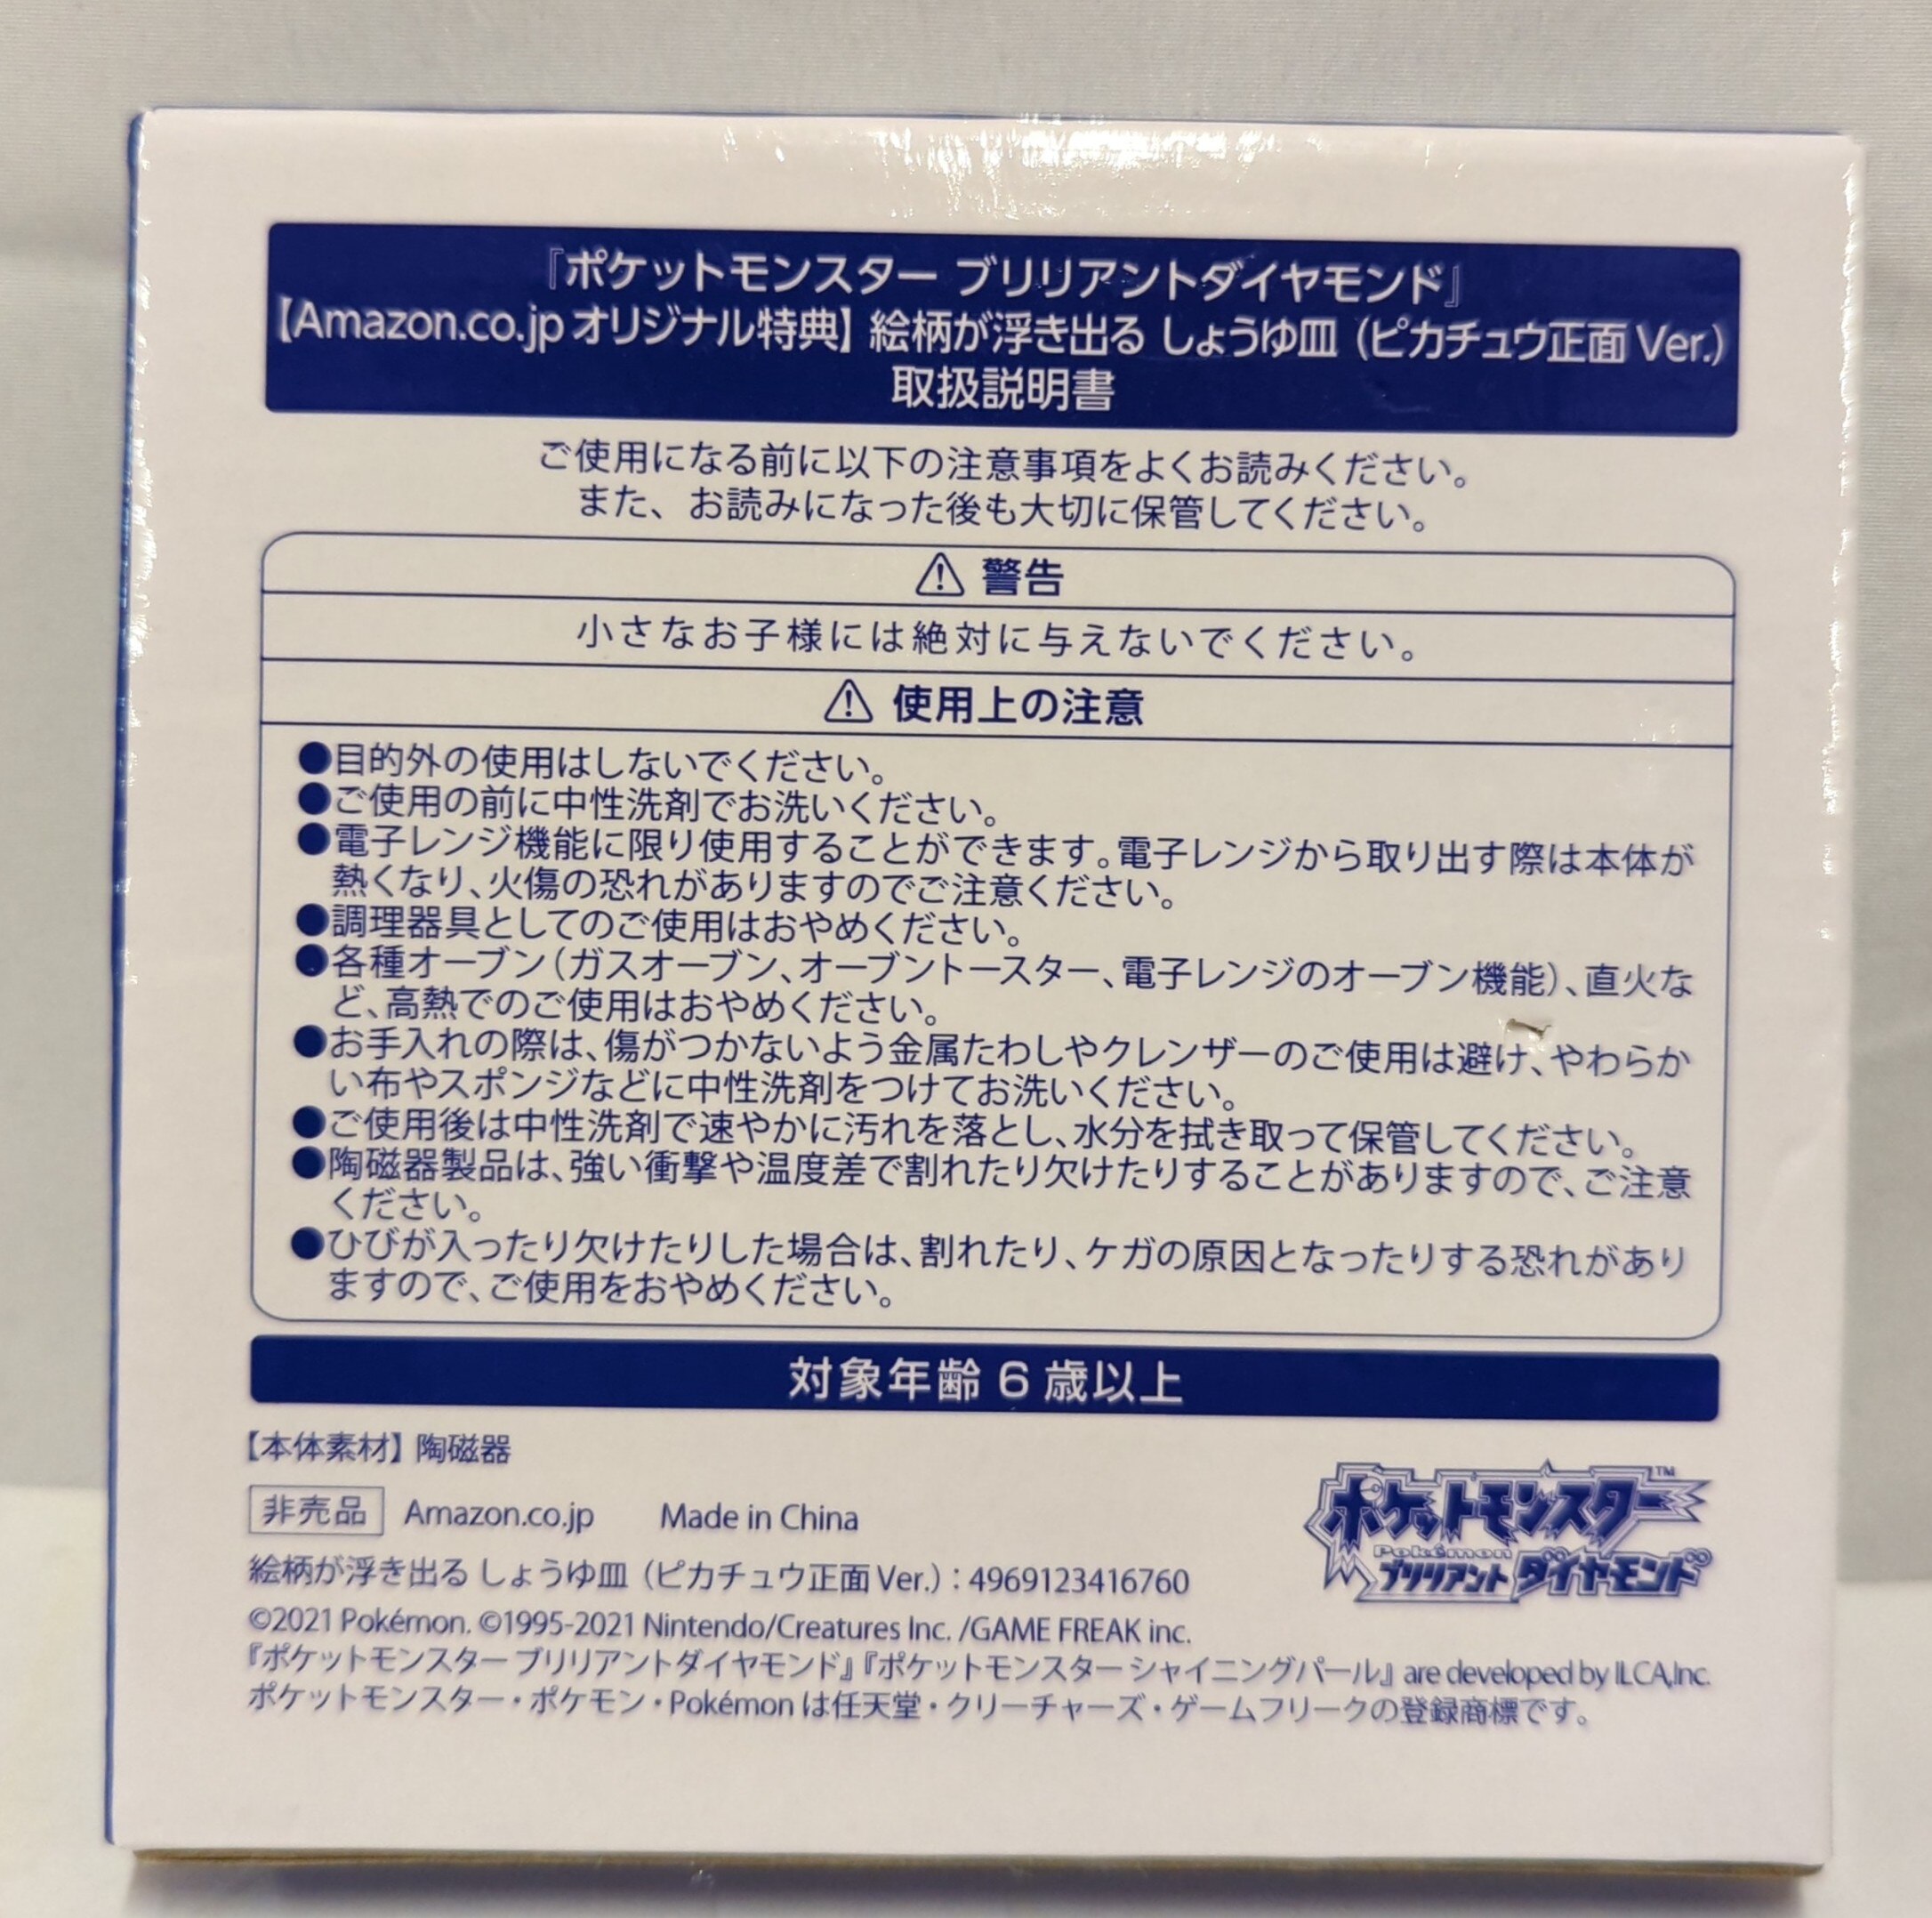 『ポケットモンスター ブリリアントダイヤモンド』
【Amazon.co.jp オリジナル特典】 絵柄が浮き出る しょうゆ皿 (ピカチュウ正面 Ver.)
取扱説明書
ご使用になる前に以下の注意事項をよくお読みください。
また、お読みになった後も大切に保管してください。
⚠ 警告
小さなお子様には絶対に与えないでください。
⚠ 使用上の注意
●目的外の使用はしないでください。
●ご使用の前に中性洗剤でお洗いください。
●電子レンジ機能に限り使用することができます。電子レンジから取り出す際は本体が
熱くなり、火傷の恐れがありますのでご注意ください。
●調理器具としてのご使用はおやめください。
●各種オーブン(ガスオーブン、オーブントースター、電子レンジのオーブン機能)、直火な
ど、高熱でのご使用はおやめください。
●お手入れの際は、傷がつかないよう金属たわしやクレンザーのご使用は避け、やわらか
い布やスポンジなどに中性洗剤をつけてお洗いください。
●ご使用後は中性洗剤で速やかに汚れを落とし、水分を拭き取って保管してください。
●陶磁器製品は、強い衝撃や温度差で割れたり欠けたりすることがありますので、ご注意
ください。
●ひびが入ったり欠けたりした場合は、割れたり、ケガの原因となったりする恐れがあり
ますので、ご使用をおやめください。
対象年齢 6 歳以上
【本体素材】 陶磁器
非売品 Amazon.co.jp Made in China
ポケットモンスター™
Pokémon
ブリリアントダイヤモンド
絵柄が浮き出る しょうゆ皿 (ピカチュウ正面 Ver.) : 4969123416760
©2021 Pokémon. ©1995-2021 Nintendo/Creatures Inc. /GAME FREAK inc.
『ポケットモンスター ブリリアントダイヤモンド』『ポケットモンスター シャイニングパール』 are developed by ILCA,Inc.
ポケットモンスター・ポケモン・Pokémon は任天堂・クリーチャーズ・ゲームフリークの登録商標です。